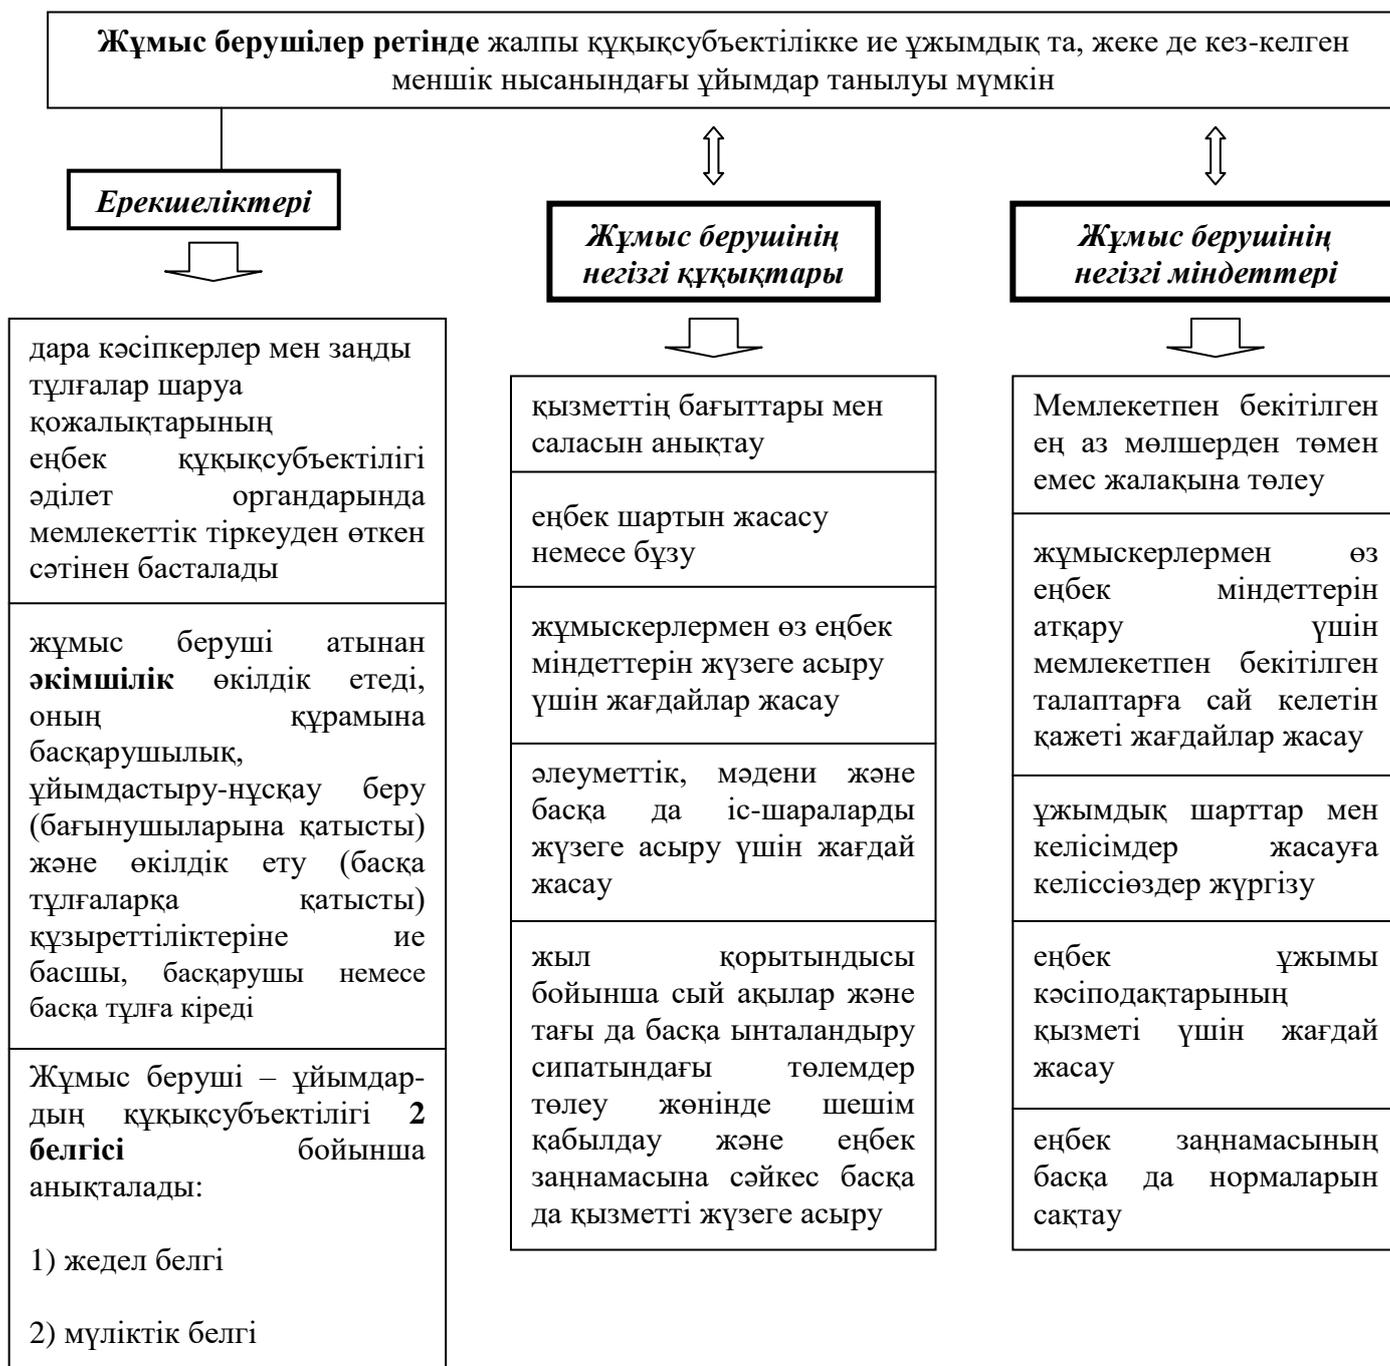 Жұмыс берушілер ретінде жалпы құқықсубъектілікке ие ұжымдық та, жеке де кез-келген
меншік нысанындағы ұйымдар танылуы мүмкін
Ерекшеліктері
дара кәсіпкерлер мен заңды
тұлғалар шаруа
қожалықтарының
еңбек құқықсубъектілігі
әділет органдарында
мемлекеттік тіркеуден өткен
сәтінен басталады
жұмыс беруші атынан
әкімшілік өкілдік етеді,
оның құрамына
басқарушылық,
ұйымдастыру-нұсқау беру
(бағынушыларына қатысты)
және өкілдік ету (басқа
тұлғаларқа қатысты)
құзыреттіліктеріне ие
басшы, басқарушы немесе
басқа тұлға кіреді
Жұмыс беруші – ұйымдар-
дың құқықсубъектілігі 2
белгісі бойынша
анықталады:
1) жедел белгі
2) мүліктік белгі
Жұмыс берушінің
негізгі құқықтары
қызметтің бағыттары мен
саласын анықтау
еңбек шартын жасасу
немесе бұзу
жұмыскерлермен өз еңбек
міндеттерін жүзеге асыру
үшін жағдайлар жасау
әлеуметтік, мәдени және
басқа да іс-шараларды
жүзеге асыру үшін жағдай
жасау
жыл қорытындысы
бойынша сый ақылар және
тағы да басқа ынталандыру
сипатындағы төлемдер
төлеу жөнінде шешім
қабылдау және еңбек
заңнамасына сәйкес басқа
да қызметті жүзеге асыру
Жұмыс берушінің
негізгі міндеттері
Мемлекетпен бекітілген
ең аз мөлшерден төмен
емес жалақына төлеу
жұмыскерлермен өз
еңбек міндеттерін
атқару үшін
мемлекетпен бекітілген
талаптарға сай келетін
қажеті жағдайлар жасау
ұжымдық шарттар мен
келісімдер жасауға
келіссіөздер жүргізу
еңбек ұжымы
кәсіподақтарының
қызметі үшін жағдай
жасау
еңбек заңнамасының
басқа да нормаларын
сақтау